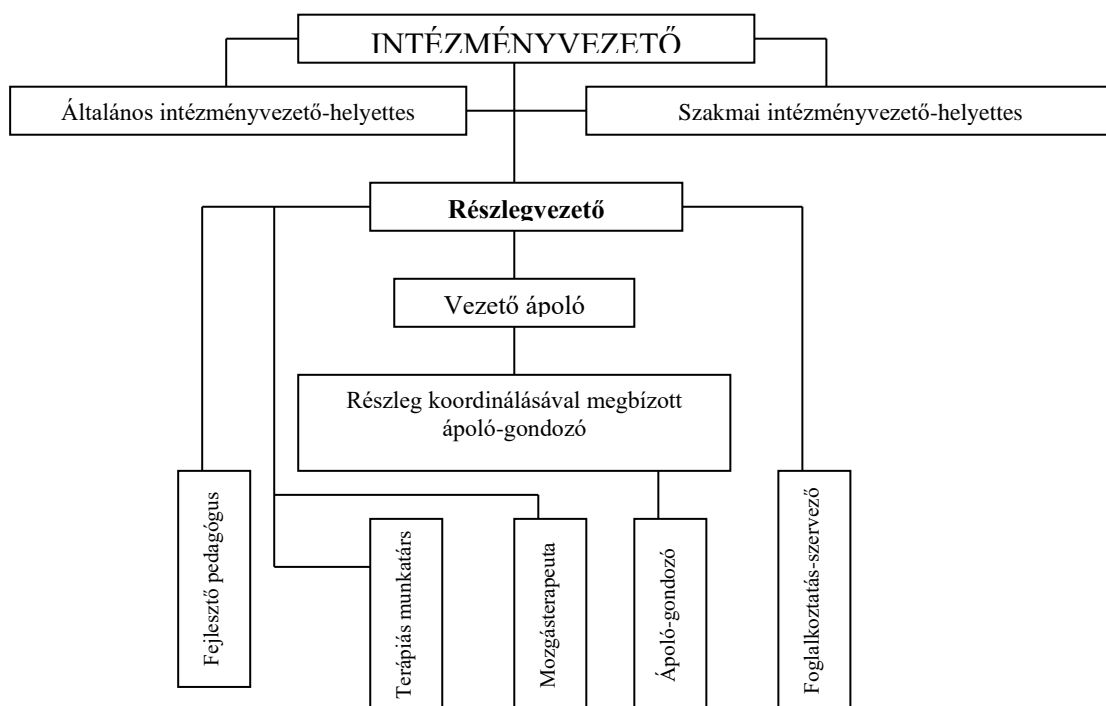 INTÉZMÉNYVEZETŐ
Általános intézményvezető-helyettes
Szakmai intézményvezető-helyettes
Részlegvezető
Vezető ápoló
Részleg koordinálásával megbízott
ápoló-gondozó
Fejlesztő pedagógus
Terápiás munkatárs
Mozgásterapeuta
Ápoló-gondozó
Foglalkoztatás-szervező